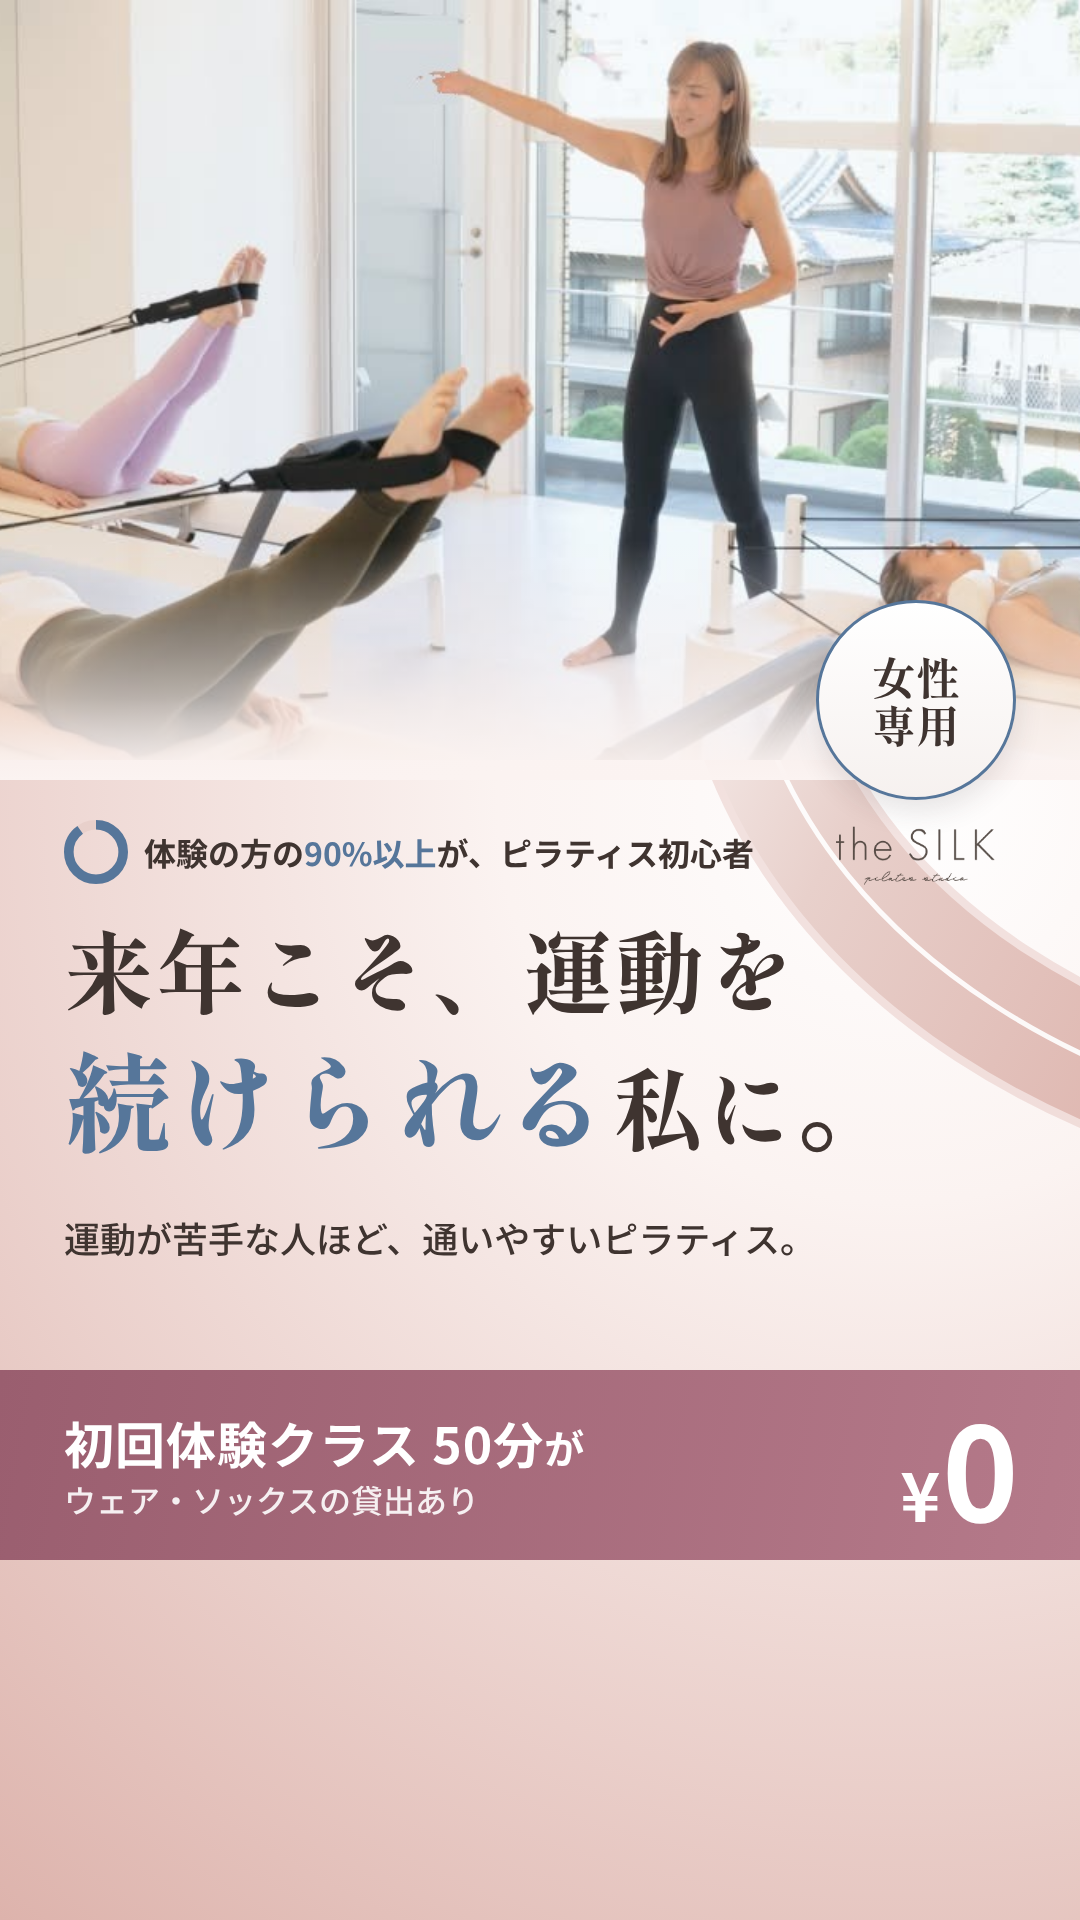 女性
専用
体験の方の90%以上が、ピラティス初心者
the SILK
pilates studio
来年こそ、運動を
続けられる私に。
運動が苦手な人ほど、通いやすいピラティス。
初回体験クラス 50分が
ウェア・ソックスの貸出あり
¥0